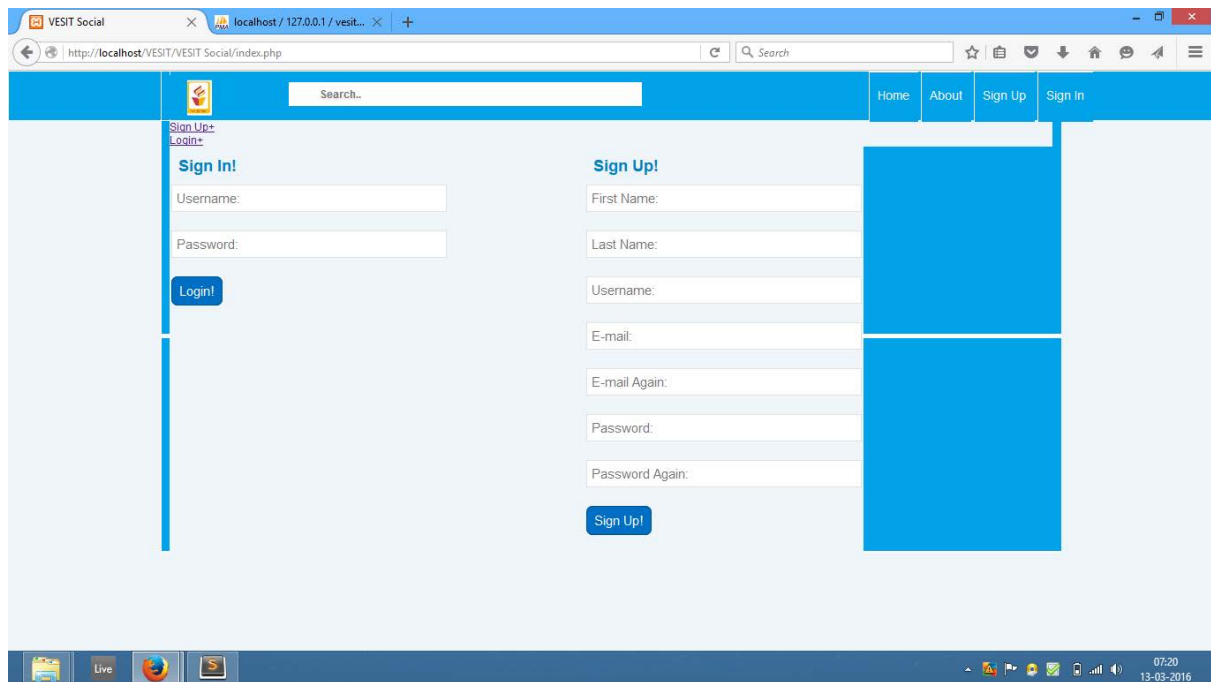 VESIT Social
localhost / 127.0.0.1 / vesit...
http://localhost/VESIT/VESIT Social/index.php
Search
Search..
Home About Sign Up Sign In
Sign Up+
Login+
Sign In!
Username:
Password:
Login!
Sign Up!
First Name:
Last Name:
Username:
E-mail:
E-mail Again:
Password:
Password Again:
Sign Up!
Live
07:20
13-03-2016